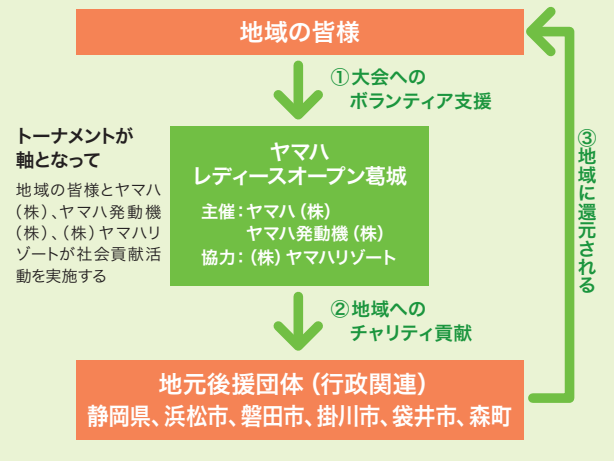 地域の皆様
①大会への
ボランティア支援
トーナメントが
軸となって
地域の皆様とヤマハ
（株）、ヤマハ発動機
（株）、（株）ヤマハリ
ゾートが社会貢献活
動を実施する
ヤマハ
レディースオープン葛城
主催：ヤマハ（株）
ヤマハ発動機（株）
協力：（株）ヤマハリゾート
③地域に還元される
②地域への
チャリティ貢献
地元後援団体（行政関連）
静岡県、浜松市、磐田市、掛川市、袋井市、森町